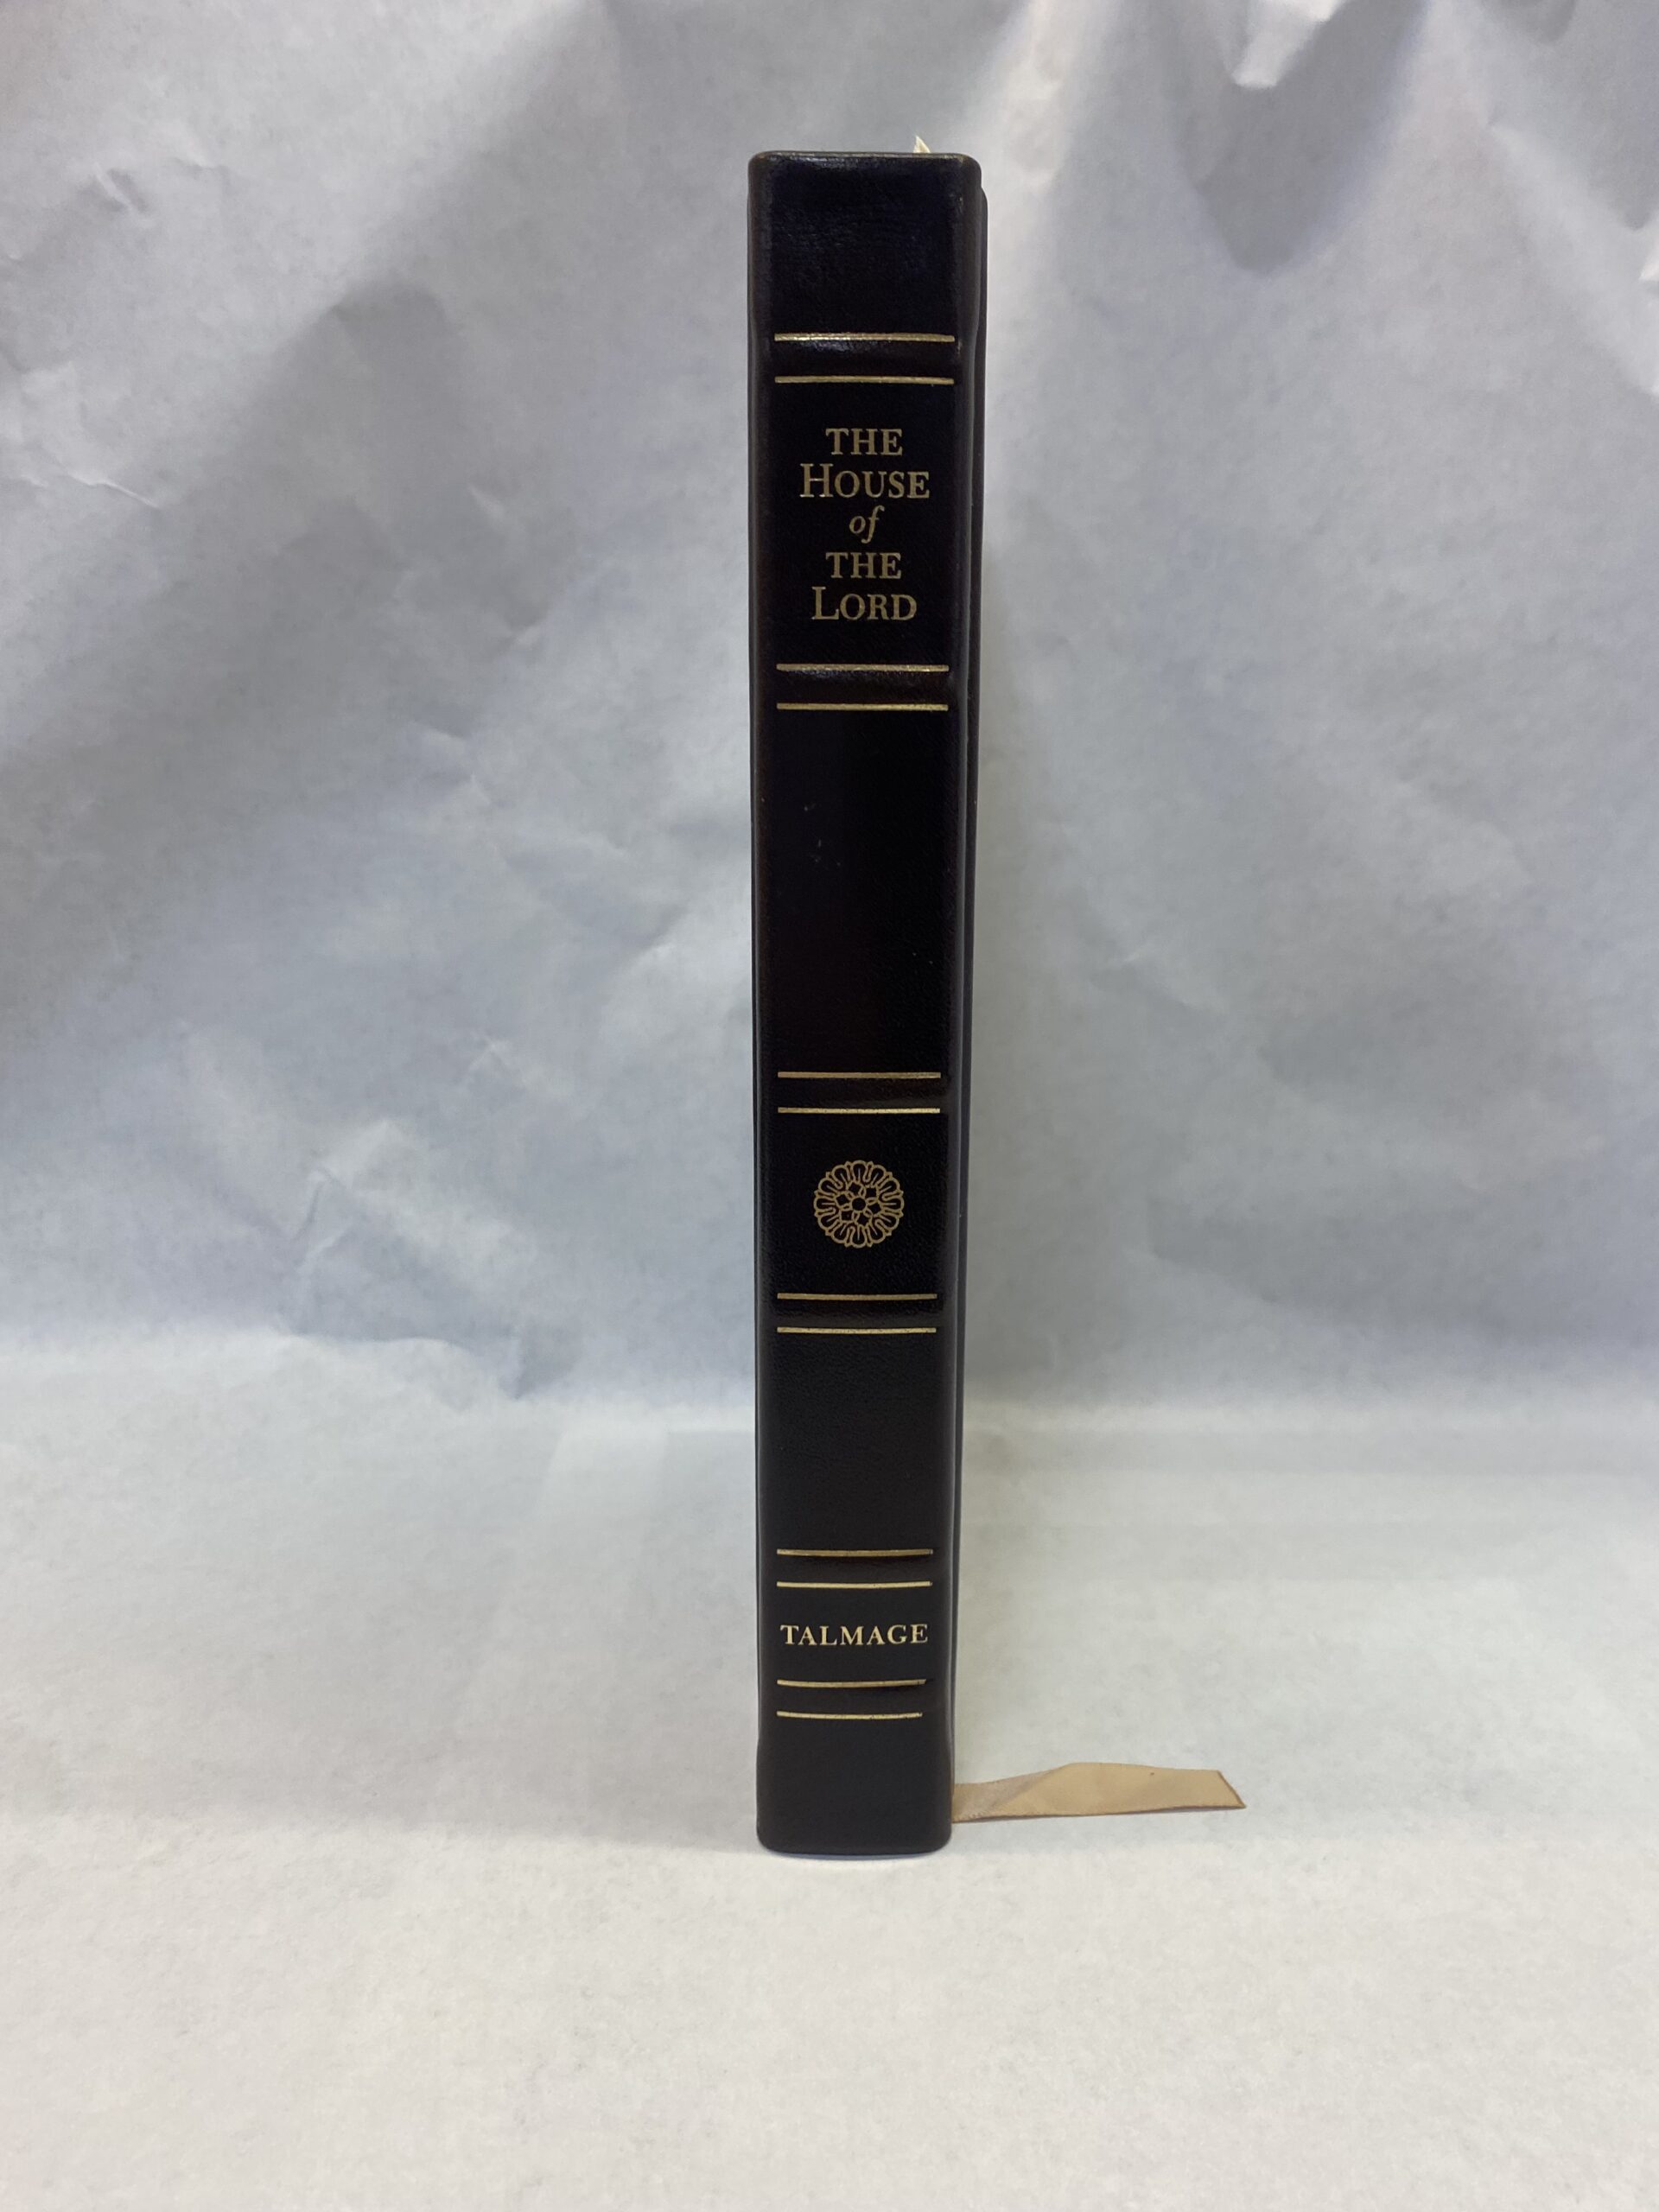 THE
HOUSE
of
THE
LORD
TALMAGE